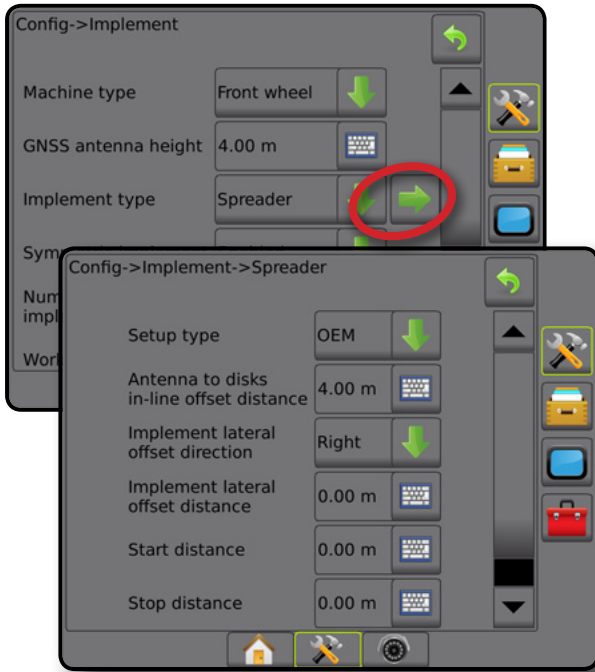 Config->Implement
Machine type Front wheel
GNSS antenna height 4.00 m
Implement type Spreader
Config->Implement->Spreader
Setup type OEM
Antenna to disks
in-line offset distance 4.00 m
Implement lateral
offset direction Right
Implement lateral
offset distance 0.00 m
Start distance 0.00 m
Stop distance 0.00 m